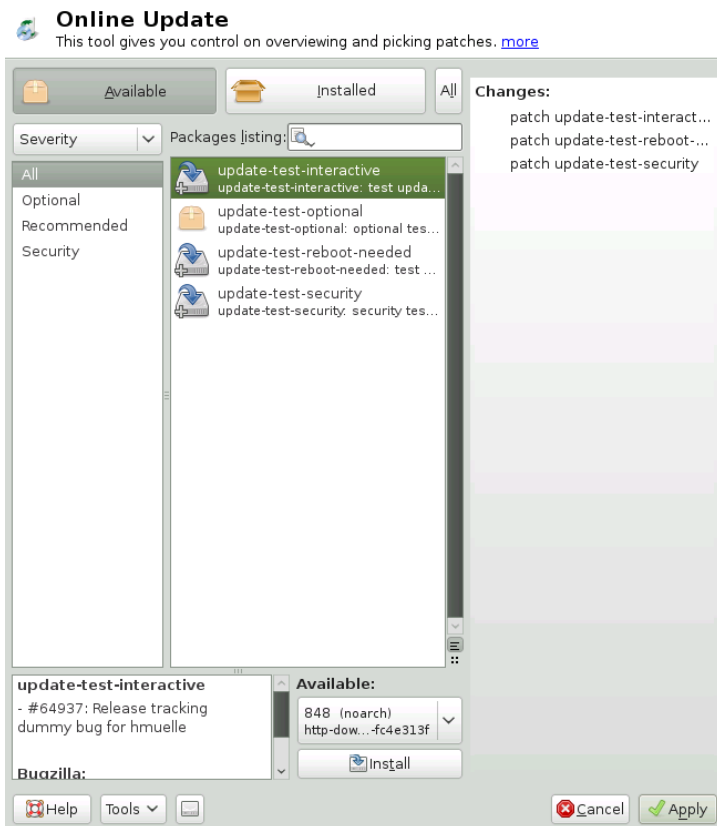 Online Update
This tool gives you control on overviewing and picking patches. more
Available
Installed
All
Severity
Packages listing:
All
Optional
Recommended
Security
update-test-interactive
update-test-interactive: test upda...
update-test-optional
update-test-optional: optional tes...
update-test-reboot-needed
update-test-reboot-needed: test ...
update-test-security
update-test-security: security tes...
Changes:
patch update-test-interact...
patch update-test-reboot-...
patch update-test-security
update-test-interactive
- #64937: Release tracking
dummy bug for hmuelle
Bugzilla:
Available:
848 (noarch)
http-dow...-fc4e313f
Install
Help
Tools
Cancel
Apply